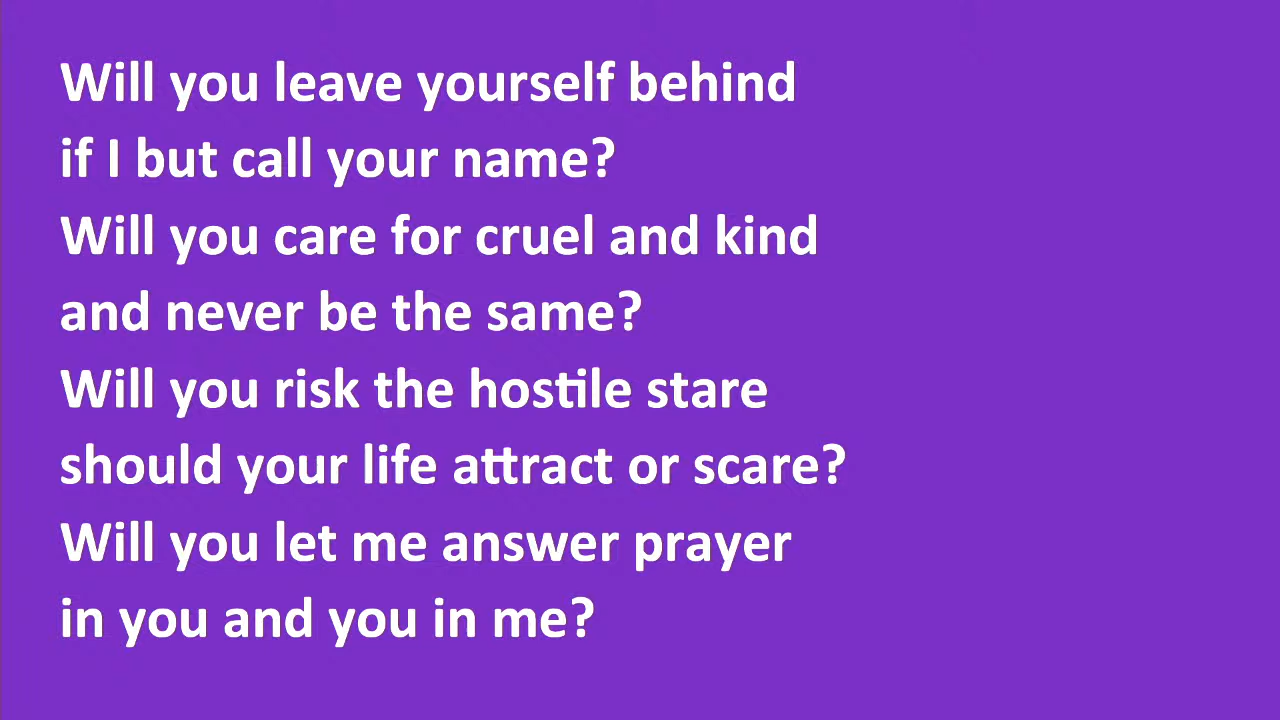 Will you leave yourself behind
if I but call your name?
Will you care for cruel and kind
and never be the same?
Will you risk the hostile stare
should your life attract or scare?
Will you let me answer prayer
in you and you in me?